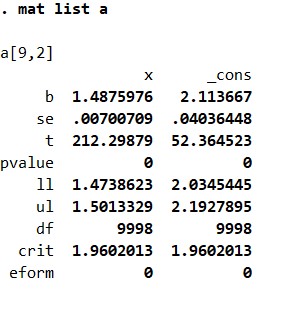 . mat list a
a[9,2]
x _cons
b 1.4875976 2.113667
se .00700709 .04036448
t 212.29879 52.364523
pvalue 0 0
ll 1.4738623 2.0345445
ul 1.5013329 2.1927895
df 9998 9998
crit 1.9602013 1.9602013
eform 0 0